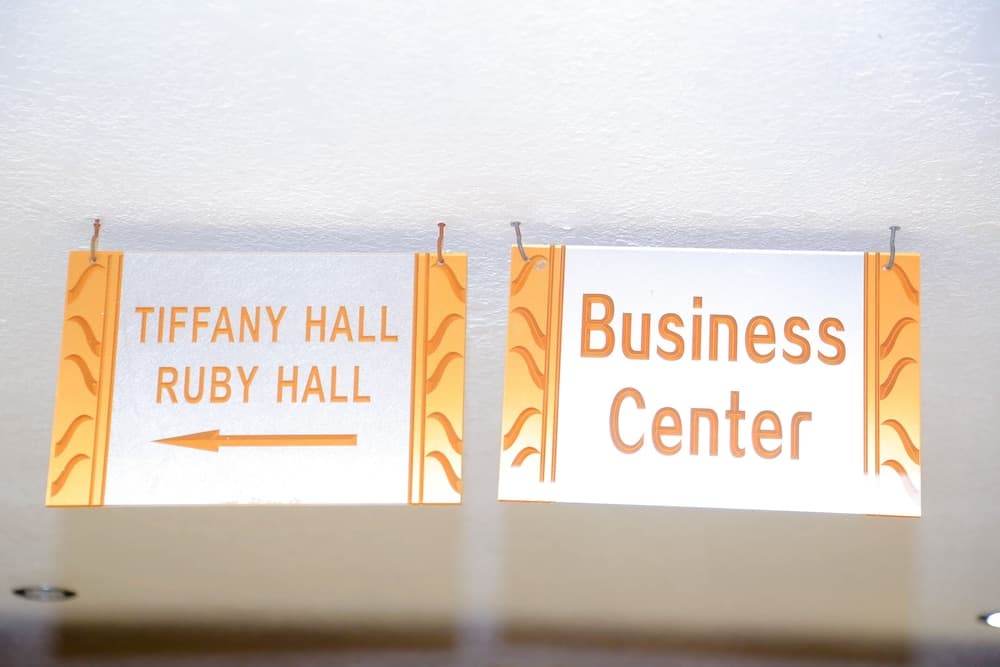 TIFFANY HALL
RUBY HALL
Business
Center